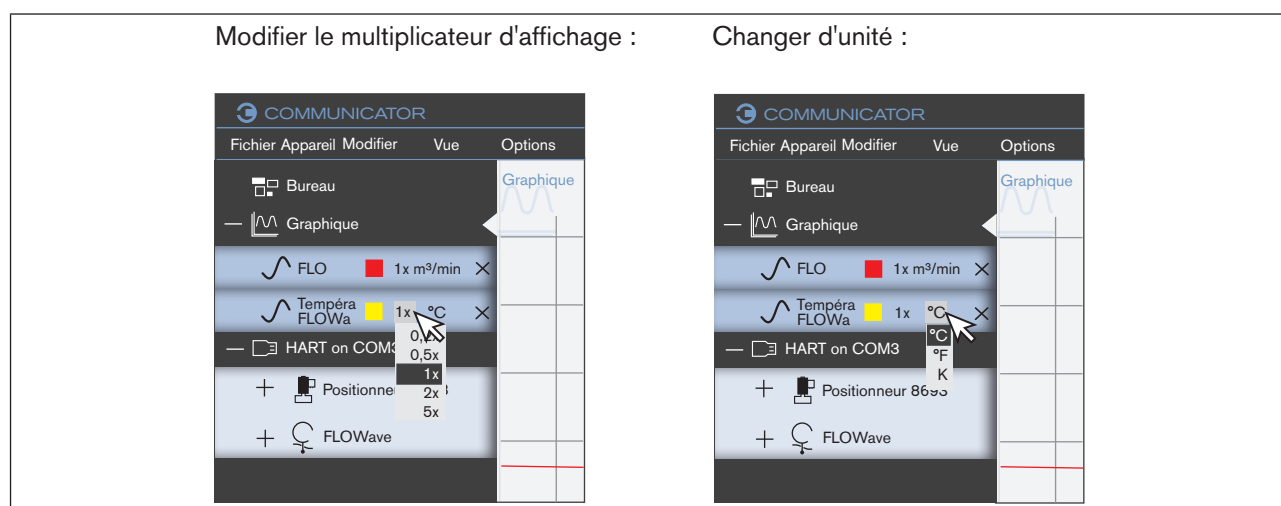 Modifier le multiplicateur d'affichage :
COMMUNICATOR
Fichier Appareil Modifier Vue Options
Bureau
Graphique
Graphique
FLO 1x m³/min
Tempéra
FLOWa 1x °C
HART on COM3
0,5x
1x
2x
5x
Positionneur
FLOWave
Changer d'unité :
COMMUNICATOR
Fichier Appareil Modifier Vue Options
Bureau
Graphique
Graphique
FLO 1x m³/min
Tempéra
FLOWa 1x °C
°C
°F
K
HART on COM3
Positionneur 8693
FLOWave